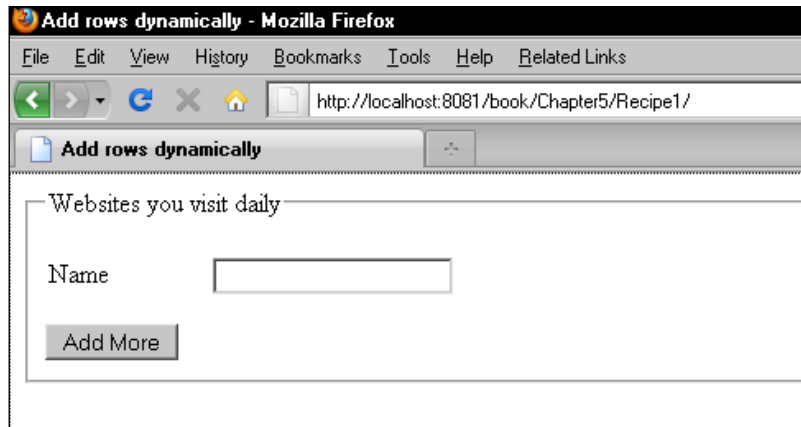 Add rows dynamically - Mozilla Firefox
File Edit View History Bookmarks Tools Help Related Links
http://localhost:8081/book/Chapter5/Recipe1/
Add rows dynamically
Websites you visit daily
Name
Add More